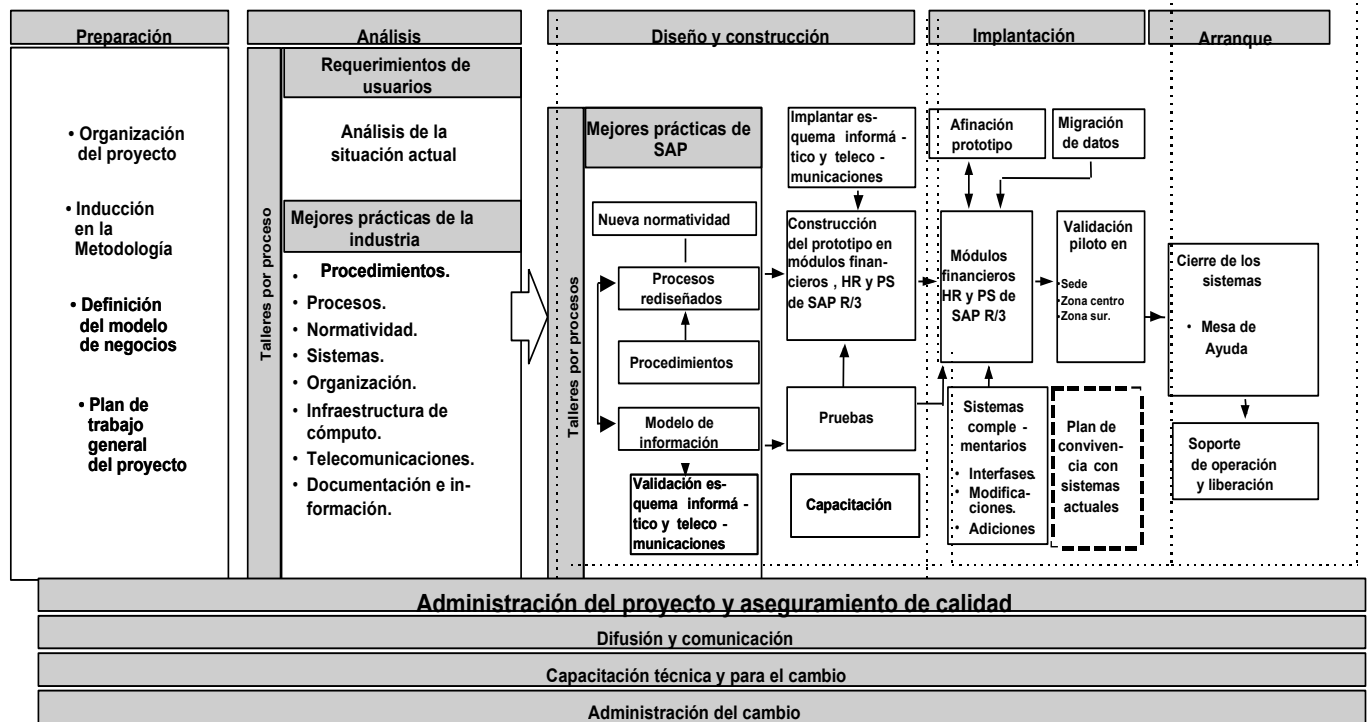 Preparación
Análisis
Diseño y construcción
Implantación
Arranque
• Organización
del proyecto
• Inducción
en la
Metodología
• Definición
del modelo
de negocios
• Plan de
trabajo
general
del proyecto
Talleres por proceso
Requerimientos de
usuarios
Análisis de la
situación actual
Mejores prácticas de la
industria
. Procedimientos.
• Procesos.
• Normatividad.
• Sistemas.
• Organización.
• Infraestructura de
cómputo.
• Telecomunicaciones.
• Documentación e in-
formación.
Talleres por procesos
Mejores prácticas de
SAP
Nueva normatividad
Procesos
rediseñados
Procedimientos
Modelo de
información
Validación es-
quema informá -
tico y teleco -
municaciones
Implantar es-
quema informá -
tico y teleco -
municaciones
Construcción
del prototipo en
módulos finan-
cieros , HR y PS
de SAP R/3
Pruebas
Capacitación
Afinación
prototipo
Migración
de datos
Módulos
financieros
HR y PS de
SAP R/3
Validación
piloto en
•Sede
•Zona centro
•Zona sur.
Sistemas
comple -
mentarios
• Interfases.
• Modifica-
ciones.
• Adiciones
Plan de
conviven-
cia con
sistemas
actuales
Cierre de los
sistemas
• Mesa de
Ayuda
Soporte
de operación
y liberación
Administración del proyecto y aseguramiento de calidad
Difusión y comunicación
Capacitación técnica y para el cambio
Administración del cambio